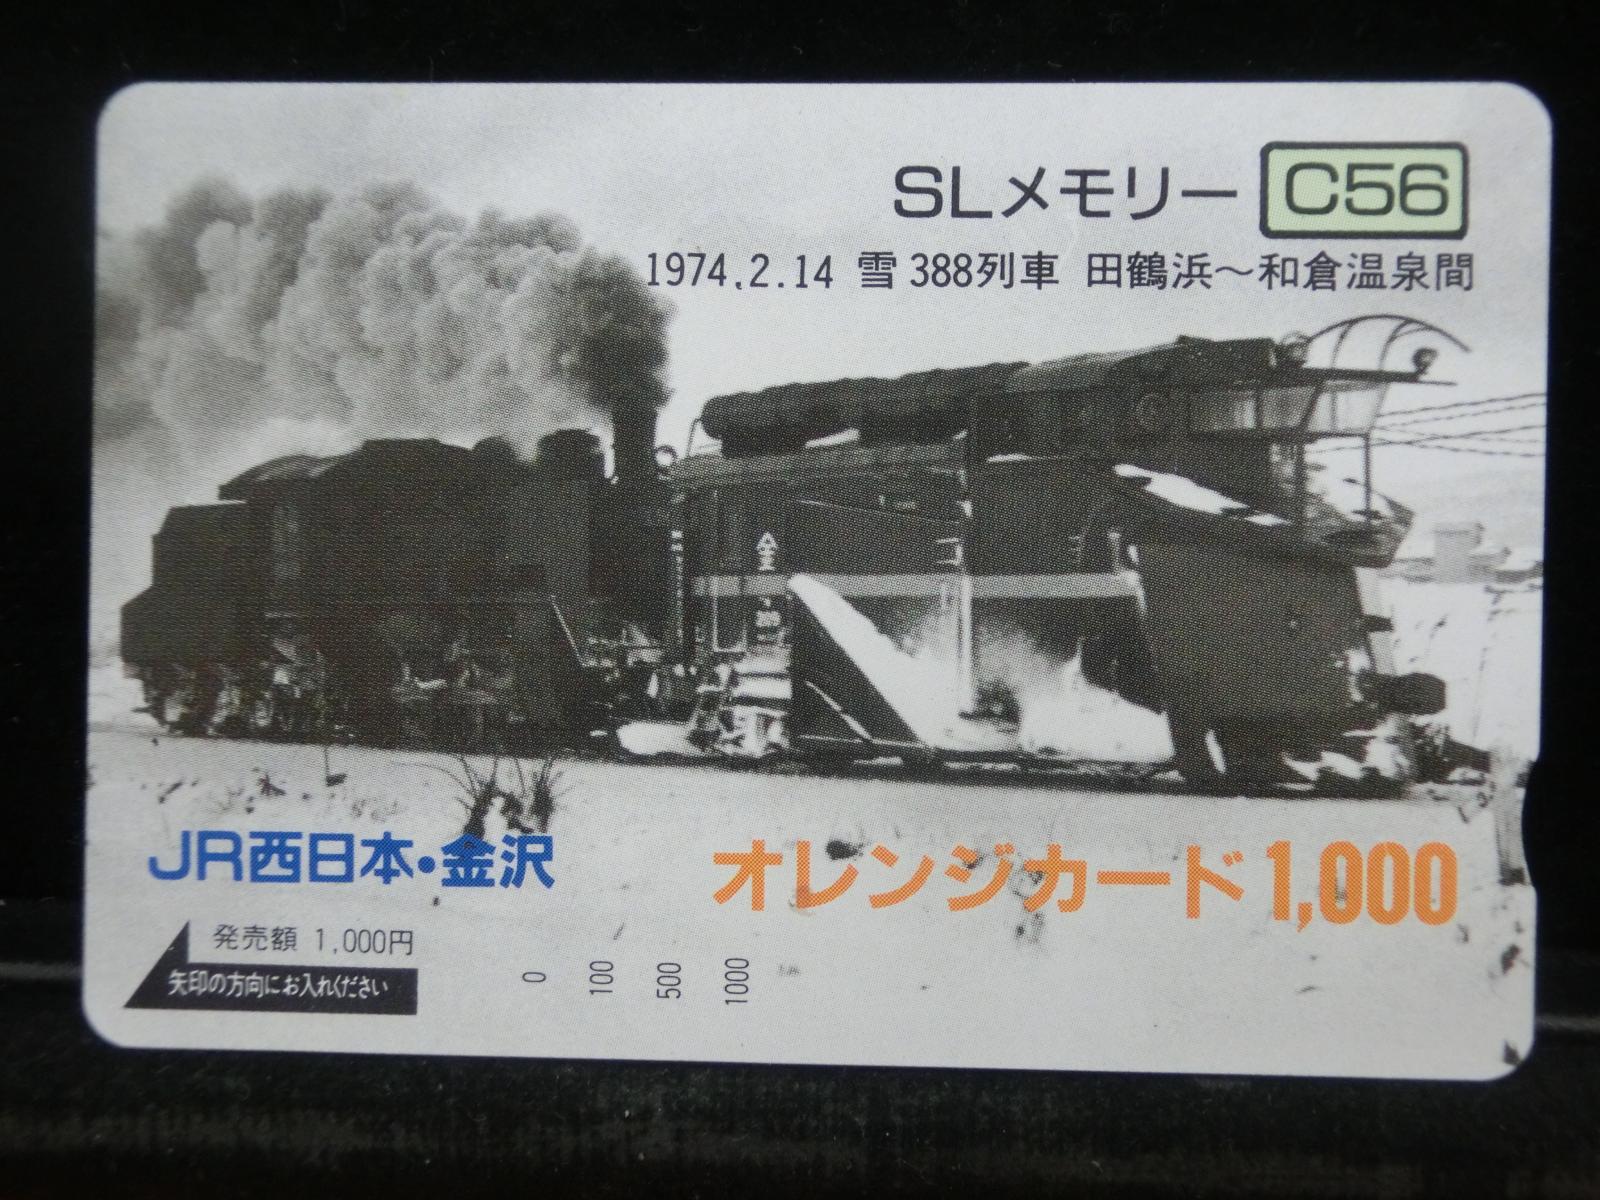 SLメモリー C56
1974.2.14 雪 388列車 田鶴浜～和倉温泉間
金
JR西日本・金沢
オレンジカード1,000
発売額 1,000円
矢印の方向にお入れください
0 100 500 1000